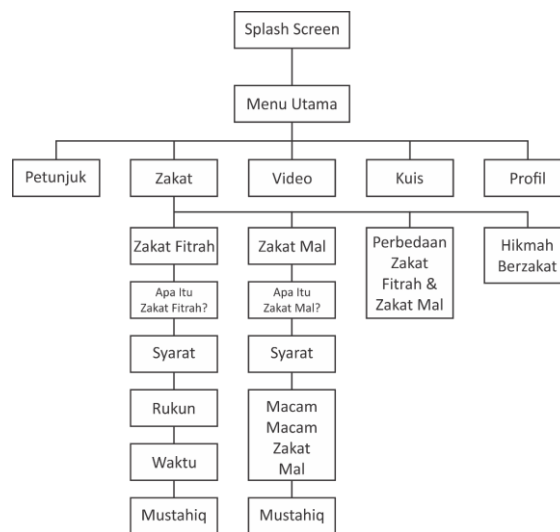 Splash Screen
Menu Utama
Petunjuk
Zakat
Video
Kuis
Profil
Zakat Fitrah
Zakat Mal
Perbedaan
Zakat
Fitrah &
Zakat Mal
Hikmah
Berzakat
Apa Itu
Zakat Fitrah?
Apa Itu
Zakat Mal?
Syarat
Syarat
Rukun
Macam
Macam
Zakat
Mal
Waktu
Mustahiq
Mustahiq